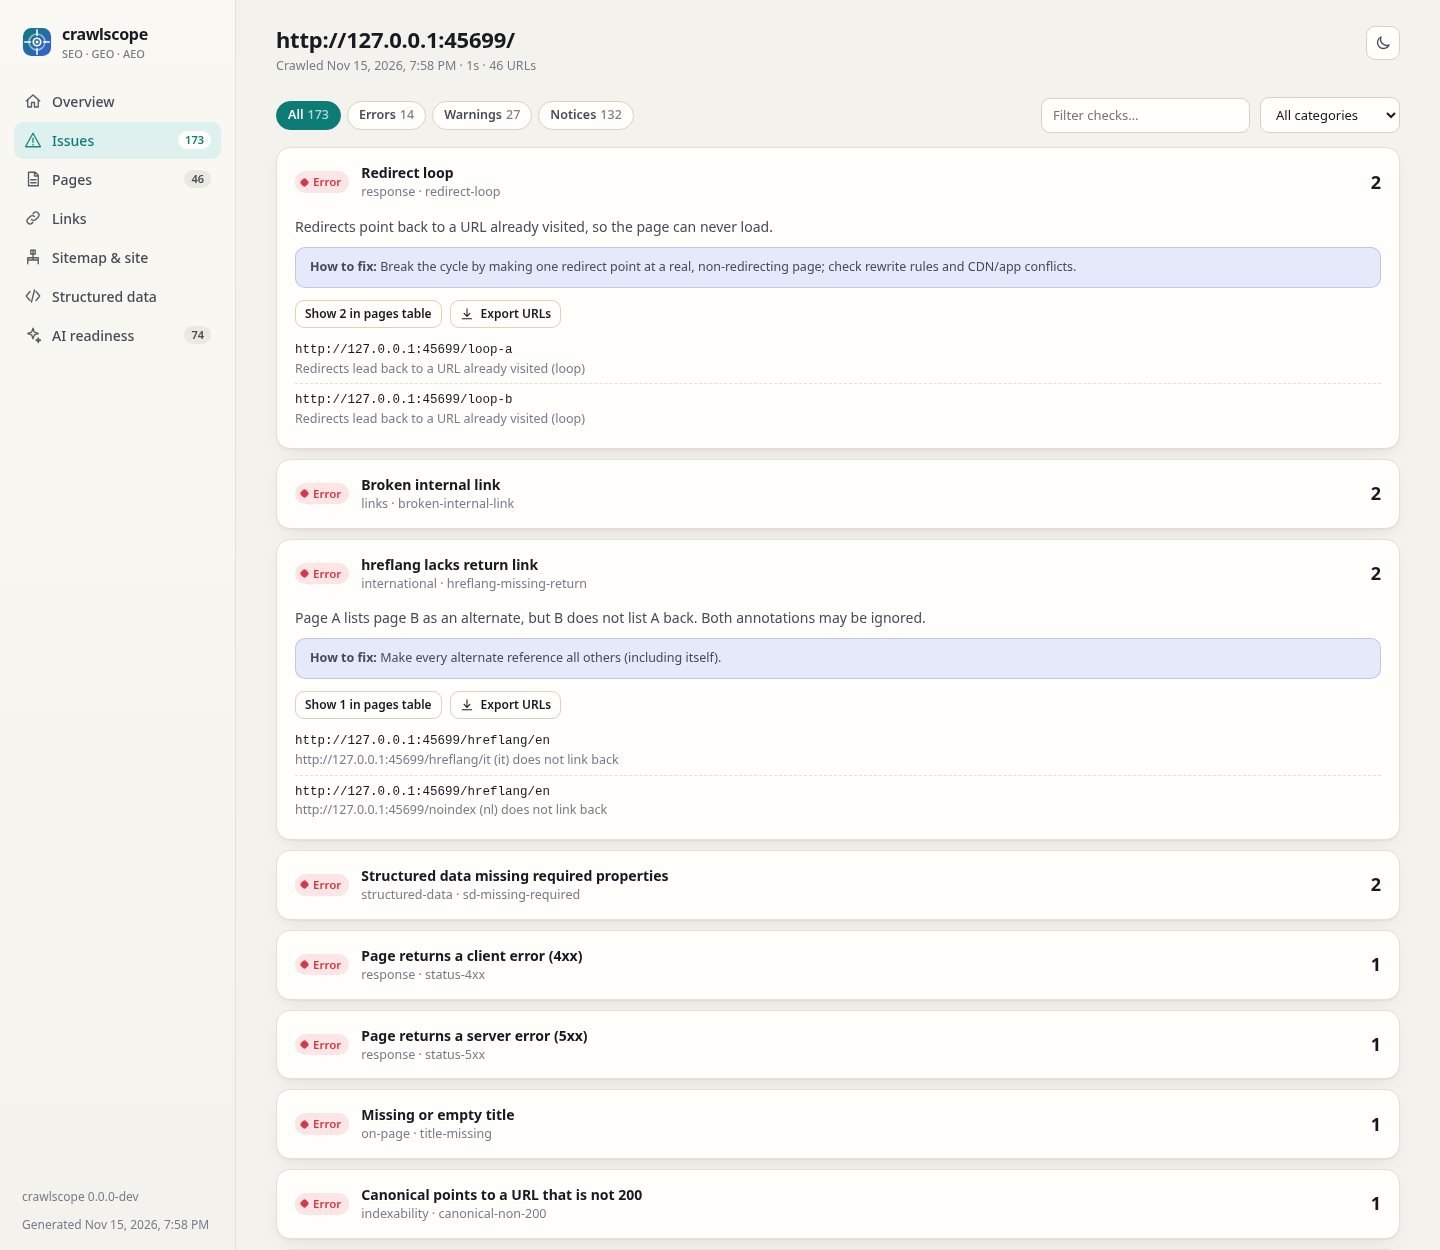 crawlscope
SEO · GEO · AEO
Overview
Issues 173
Pages 46
Links
Sitemap & site
Structured data
AI readiness 74
crawlscope 0.0.0-dev
Generated Nov 15, 2026, 7:58 PM
http://127.0.0.1:45699/
Crawled Nov 15, 2026, 7:58 PM · 1s · 46 URLs
All 173 Errors 14 Warnings 27 Notices 132 Filter checks... All categories
Error Redirect loop 2
response · redirect-loop
Redirects point back to a URL already visited, so the page can never load.
How to fix: Break the cycle by making one redirect point at a real, non-redirecting page; check rewrite rules and CDN/app conflicts.
Show 2 in pages table Export URLs
http://127.0.0.1:45699/loop-a
Redirects lead back to a URL already visited (loop)
http://127.0.0.1:45699/loop-b
Redirects lead back to a URL already visited (loop)
Error Broken internal link 2
links · broken-internal-link
Error hreflang lacks return link 2
international · hreflang-missing-return
Page A lists page B as an alternate, but B does not list A back. Both annotations may be ignored.
How to fix: Make every alternate reference all others (including itself).
Show 1 in pages table Export URLs
http://127.0.0.1:45699/hreflang/en
http://127.0.0.1:45699/hreflang/it (it) does not link back
http://127.0.0.1:45699/hreflang/en
http://127.0.0.1:45699/noindex (nl) does not link back
Error Structured data missing required properties 2
structured-data · sd-missing-required
Error Page returns a client error (4xx) 1
response · status-4xx
Error Page returns a server error (5xx) 1
response · status-5xx
Error Missing or empty title 1
on-page · title-missing
Error Canonical points to a URL that is not 200 1
indexability · canonical-non-200